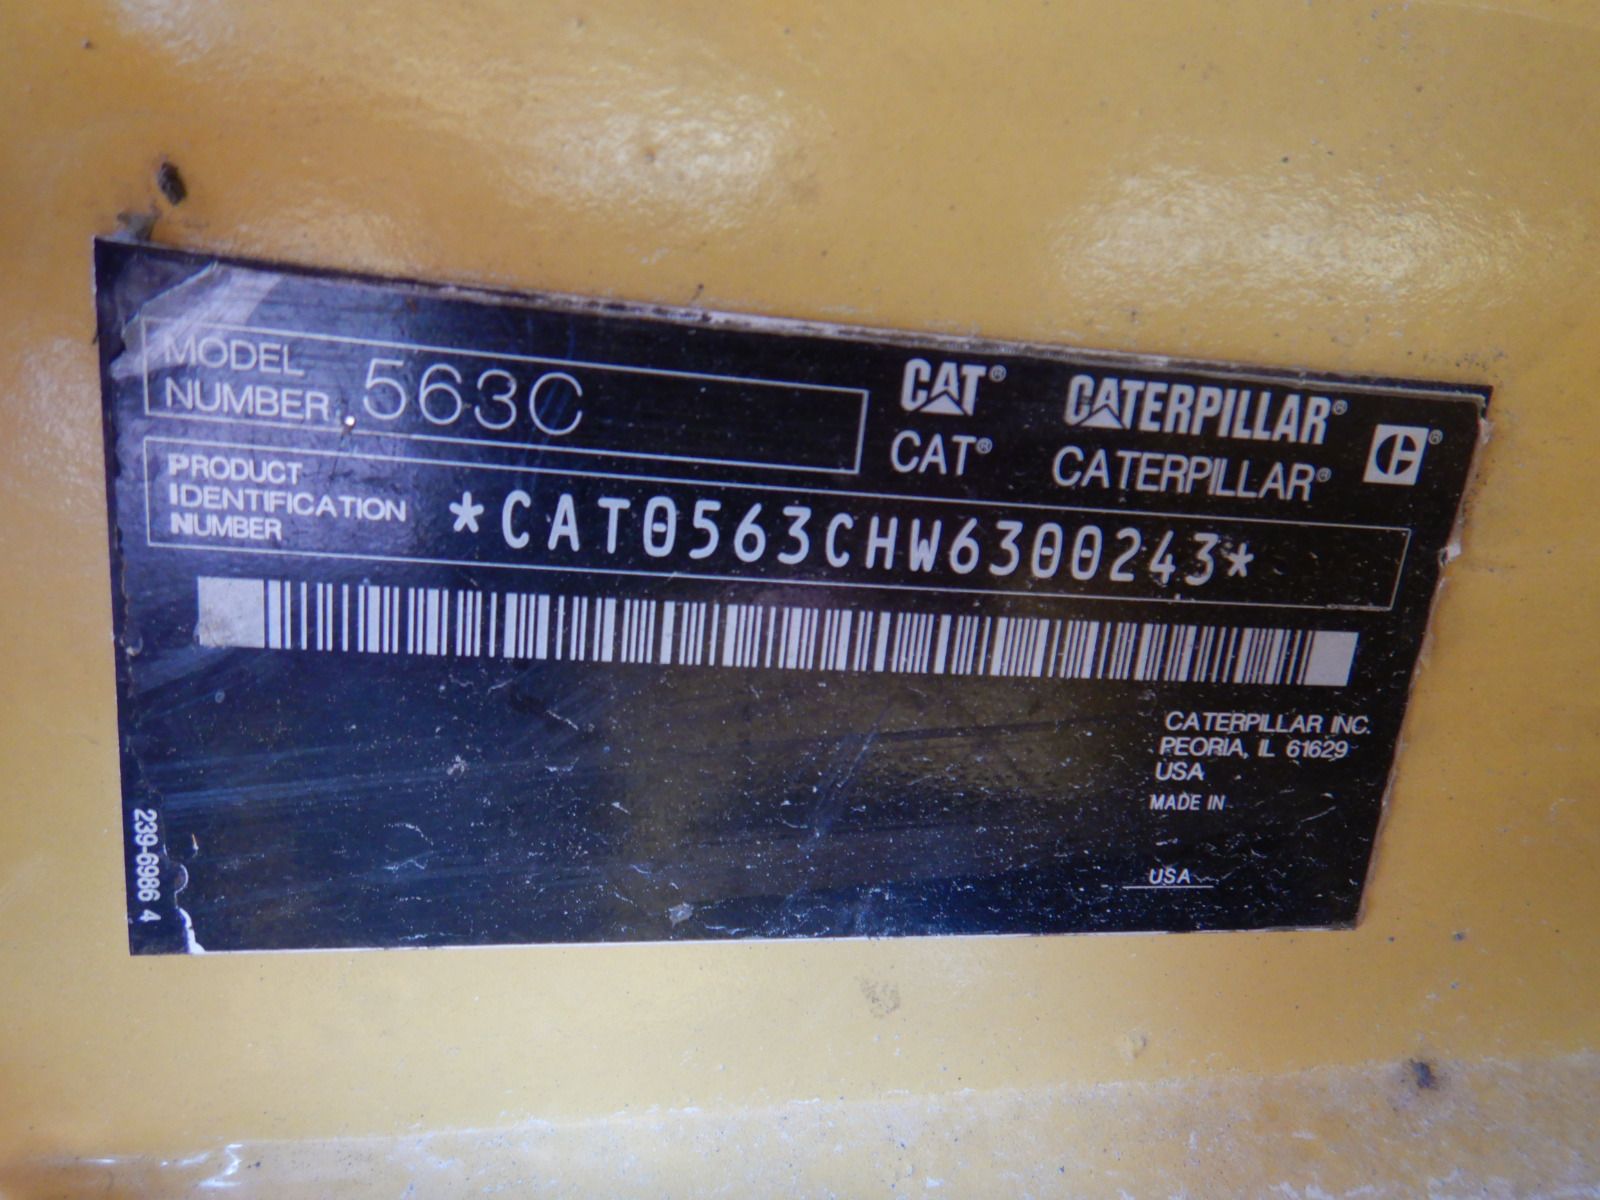 MODEL
NUMBER 563C
CAT® CATERPILLAR®
CAT® CATERPILLAR®
PRODUCT
IDENTIFICATION
NUMBER
*CAT0563CHW6300243*
CATERPILLAR INC.
PEORIA, IL 61629
USA
MADE IN
USA
239-6986 4